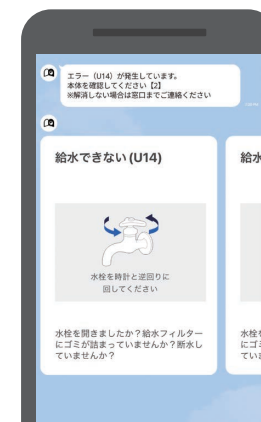 エラー（U14）が発生しています。
本体を確認してください【2】
※解消しない場合は窓口までご連絡ください
給水できない (U14)
水栓を時計と逆回りに
回してください
水栓を開きましたか？給水フィルター
にゴミが詰まっていませんか？断水し
ていませんか？
給水
水栓を
にゴミ
ていま